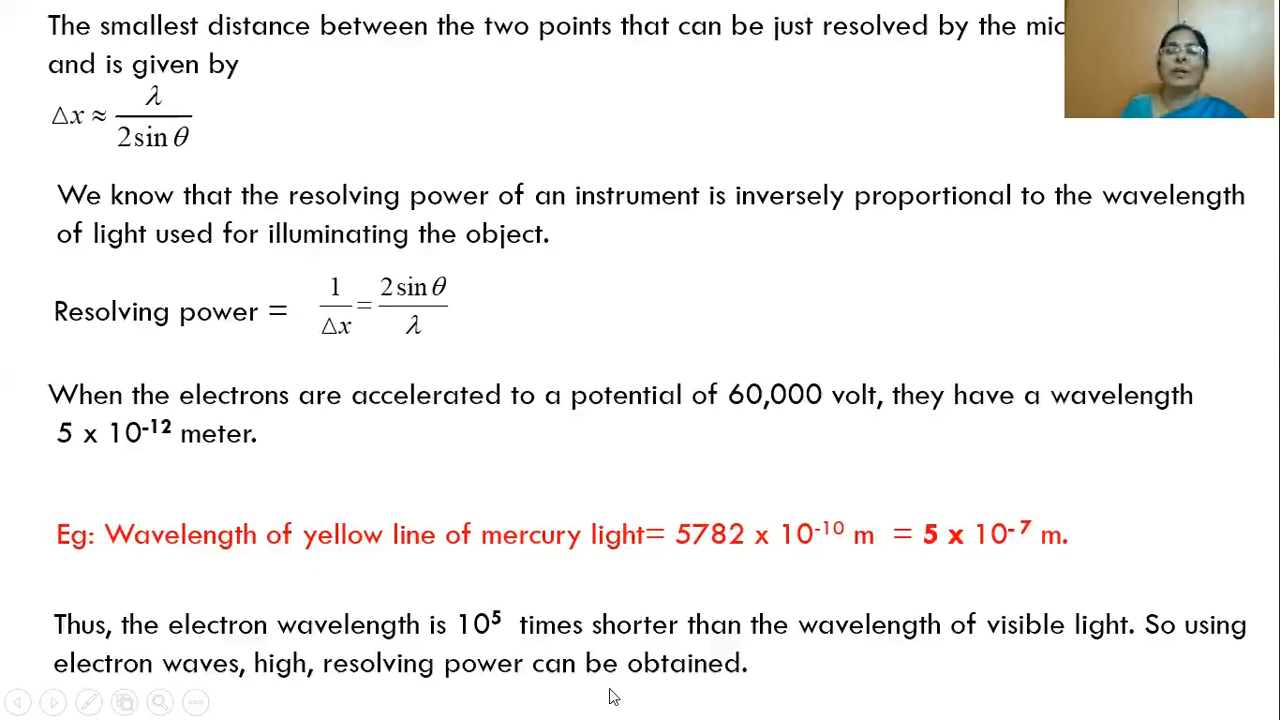 The smallest distance between the two points that can be just resolved by the
and is given by
△x ≈ λ / 2sin θ
We know that the resolving power of an instrument is inversely proportional to the wavelength
of light used for illuminating the object.
Resolving power = 1 / △x = 2sin θ / λ
When the electrons are accelerated to a potential of 60,000 volt, they have a wavelength
5 x 10⁻¹² meter.
Eg: Wavelength of yellow line of mercury light= 5782 x 10⁻¹⁰ m = 5 x 10⁻⁷ m.
Thus, the electron wavelength is 10⁵ times shorter than the wavelength of visible light. So using
electron waves, high, resolving power can be obtained.